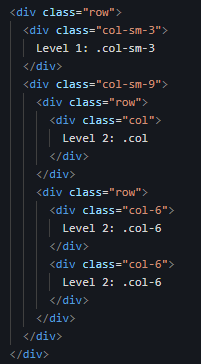 <div class="row">
  <div class="col-sm-3">
    Level 1: .col-sm-3
  </div>
  <div class="col-sm-9">
    <div class="row">
      <div class="col">
        Level 2: .col
      </div>
    </div>
    <div class="row">
      <div class="col-6">
        Level 2: .col-6
      </div>
      <div class="col-6">
        Level 2: .col-6
      </div>
    </div>
  </div>
</div>